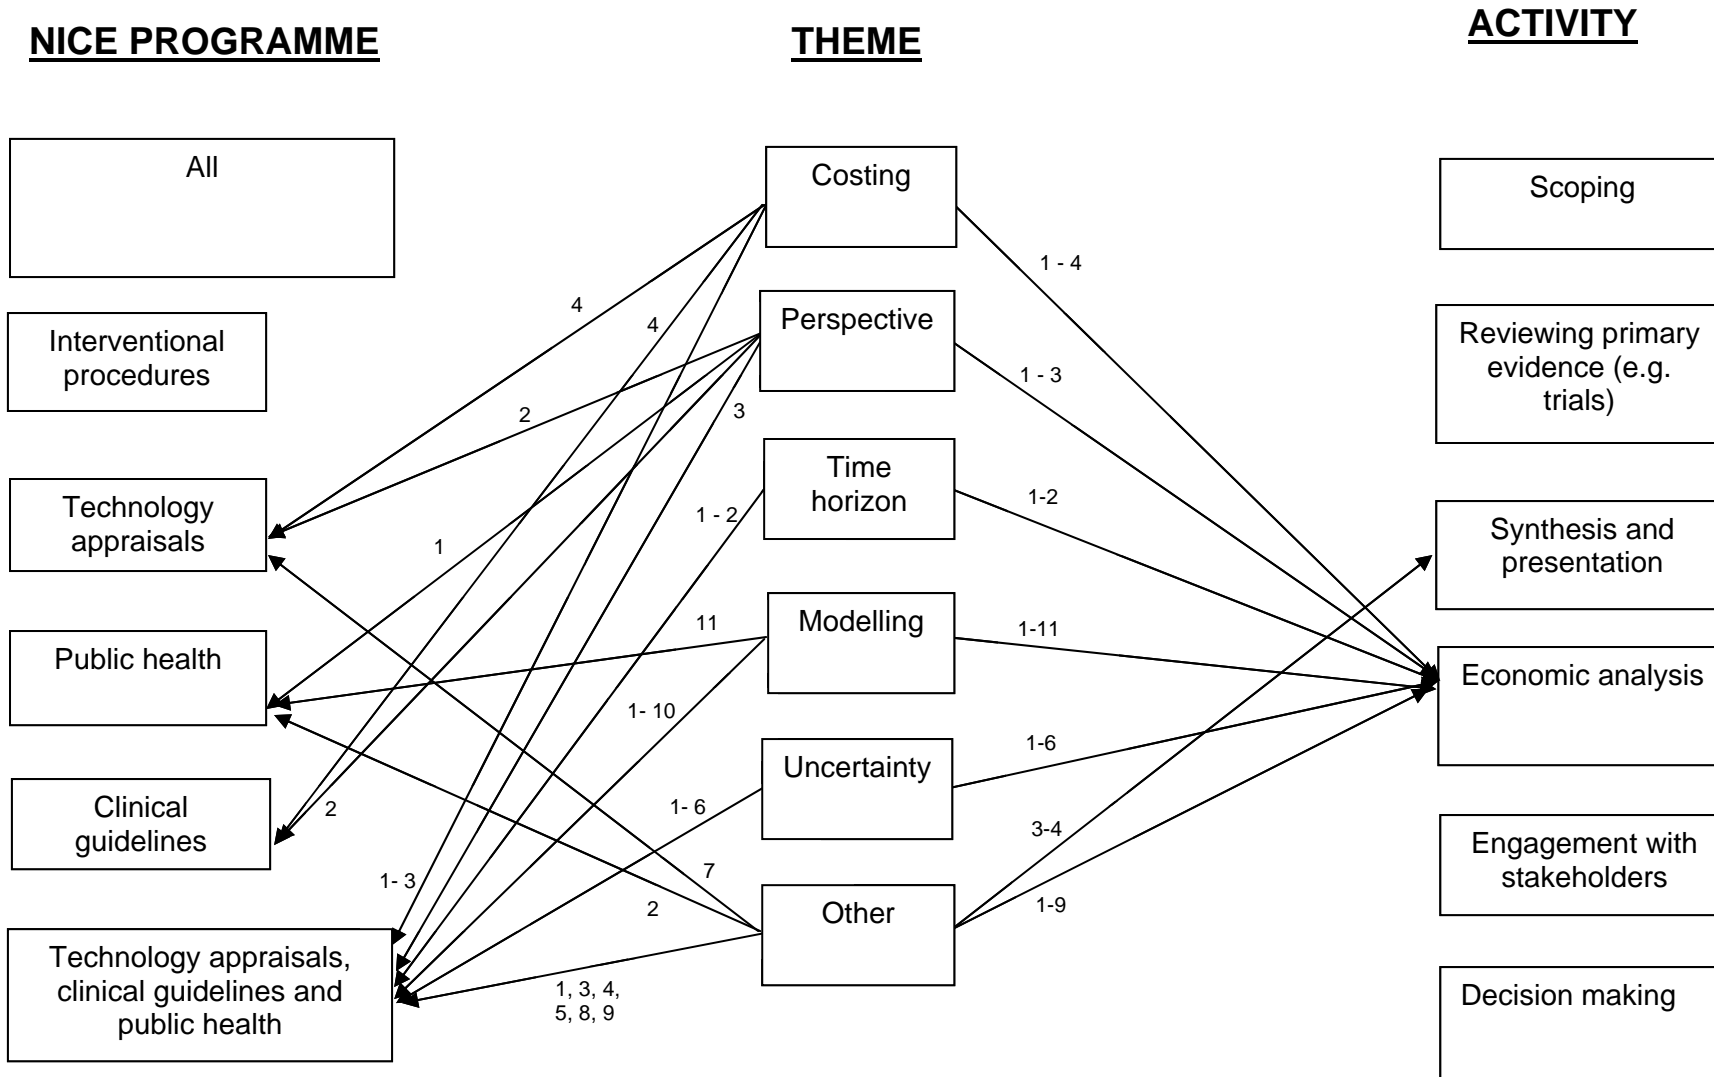 NICE PROGRAMME
THEME
ACTIVITY
All
Interventional
procedures
Technology
appraisals
Public health
Clinical
guidelines
Technology appraisals,
clinical guidelines and
public health
4
4
2
3
1 - 2
1
11
1- 10
2
1- 6
1- 3
7
2
1, 3, 4,
5, 8, 9
Costing
Perspective
Time
horizon
Modelling
Uncertainty
Other
1 - 4
1 - 3
1-2
1-11
1-6
3-4
1-9
Scoping
Reviewing primary
evidence (e.g.
trials)
Synthesis and
presentation
Economic analysis
Engagement with
stakeholders
Decision making